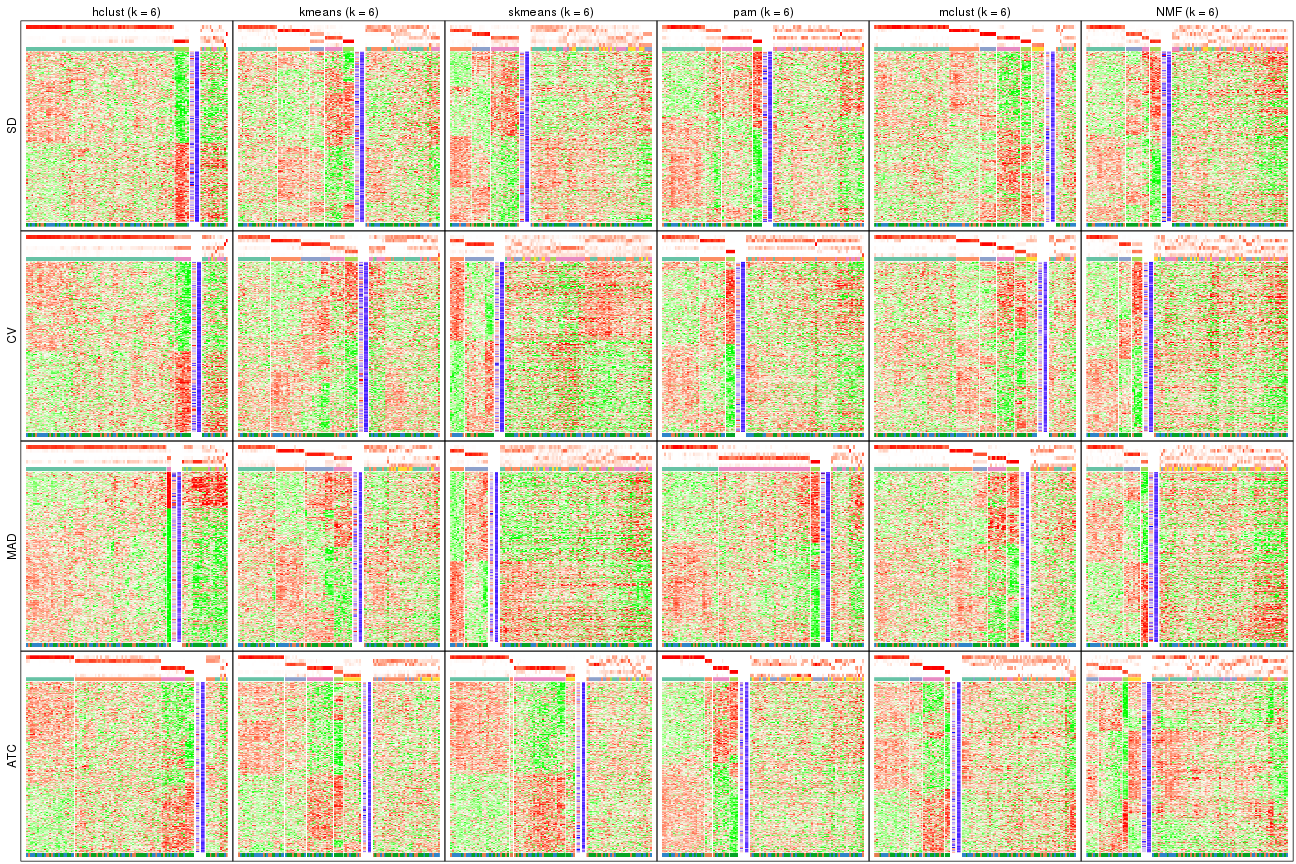 hclust (k = 6)
kmeans (k = 6)
skmeans (k = 6)
pam (k = 6)
mclust (k = 6)
NMF (k = 6)
SD
CV
MAD
ATC